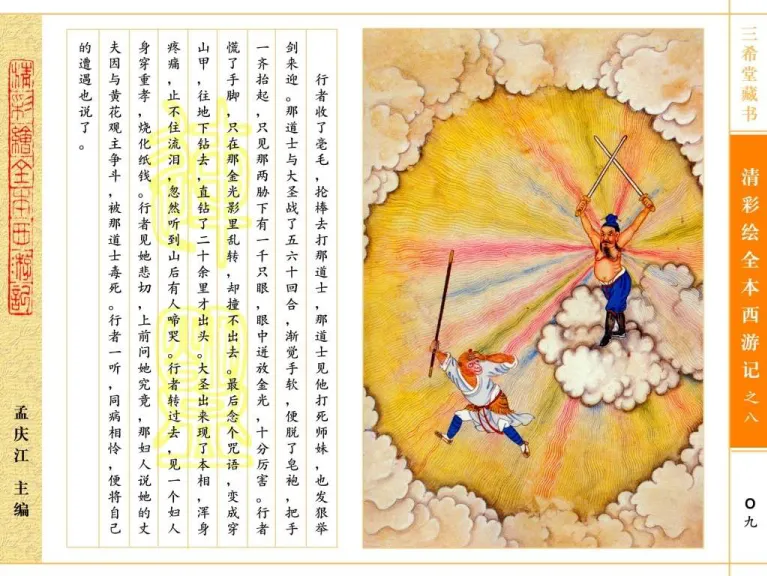 三希堂藏书
清彩绘全本西游记之八
〇九
行者收了毫毛，抡棒去打那道士，那道士见他打死师妹，也发狠举
剑来迎。那道士与大圣战了五六十回合，渐觉手软，便脱了皂袍，把手
一齐抬起，只见那两胁下有一千只眼，眼中迸放金光，十分厉害。行者
慌了手脚，只在那金光影里乱转，却撞不出去。最后念个咒语，变成穿
山甲，往地下钻去，直钻了二十余里才出头。大圣出来现了本相，浑身
疼痛，止不住流泪，忽然听到山后有人啼哭。行者转过去，见一个妇人
身穿重孝，烧化纸钱。行者见她悲切，上前问她究竟，那妇人说她的丈
夫因与黄花观主争斗，被那道士毒死。行者一听，同病相怜，便将自己
的遭遇也说了。
清彩繪全本西游記
孟庆江 主编